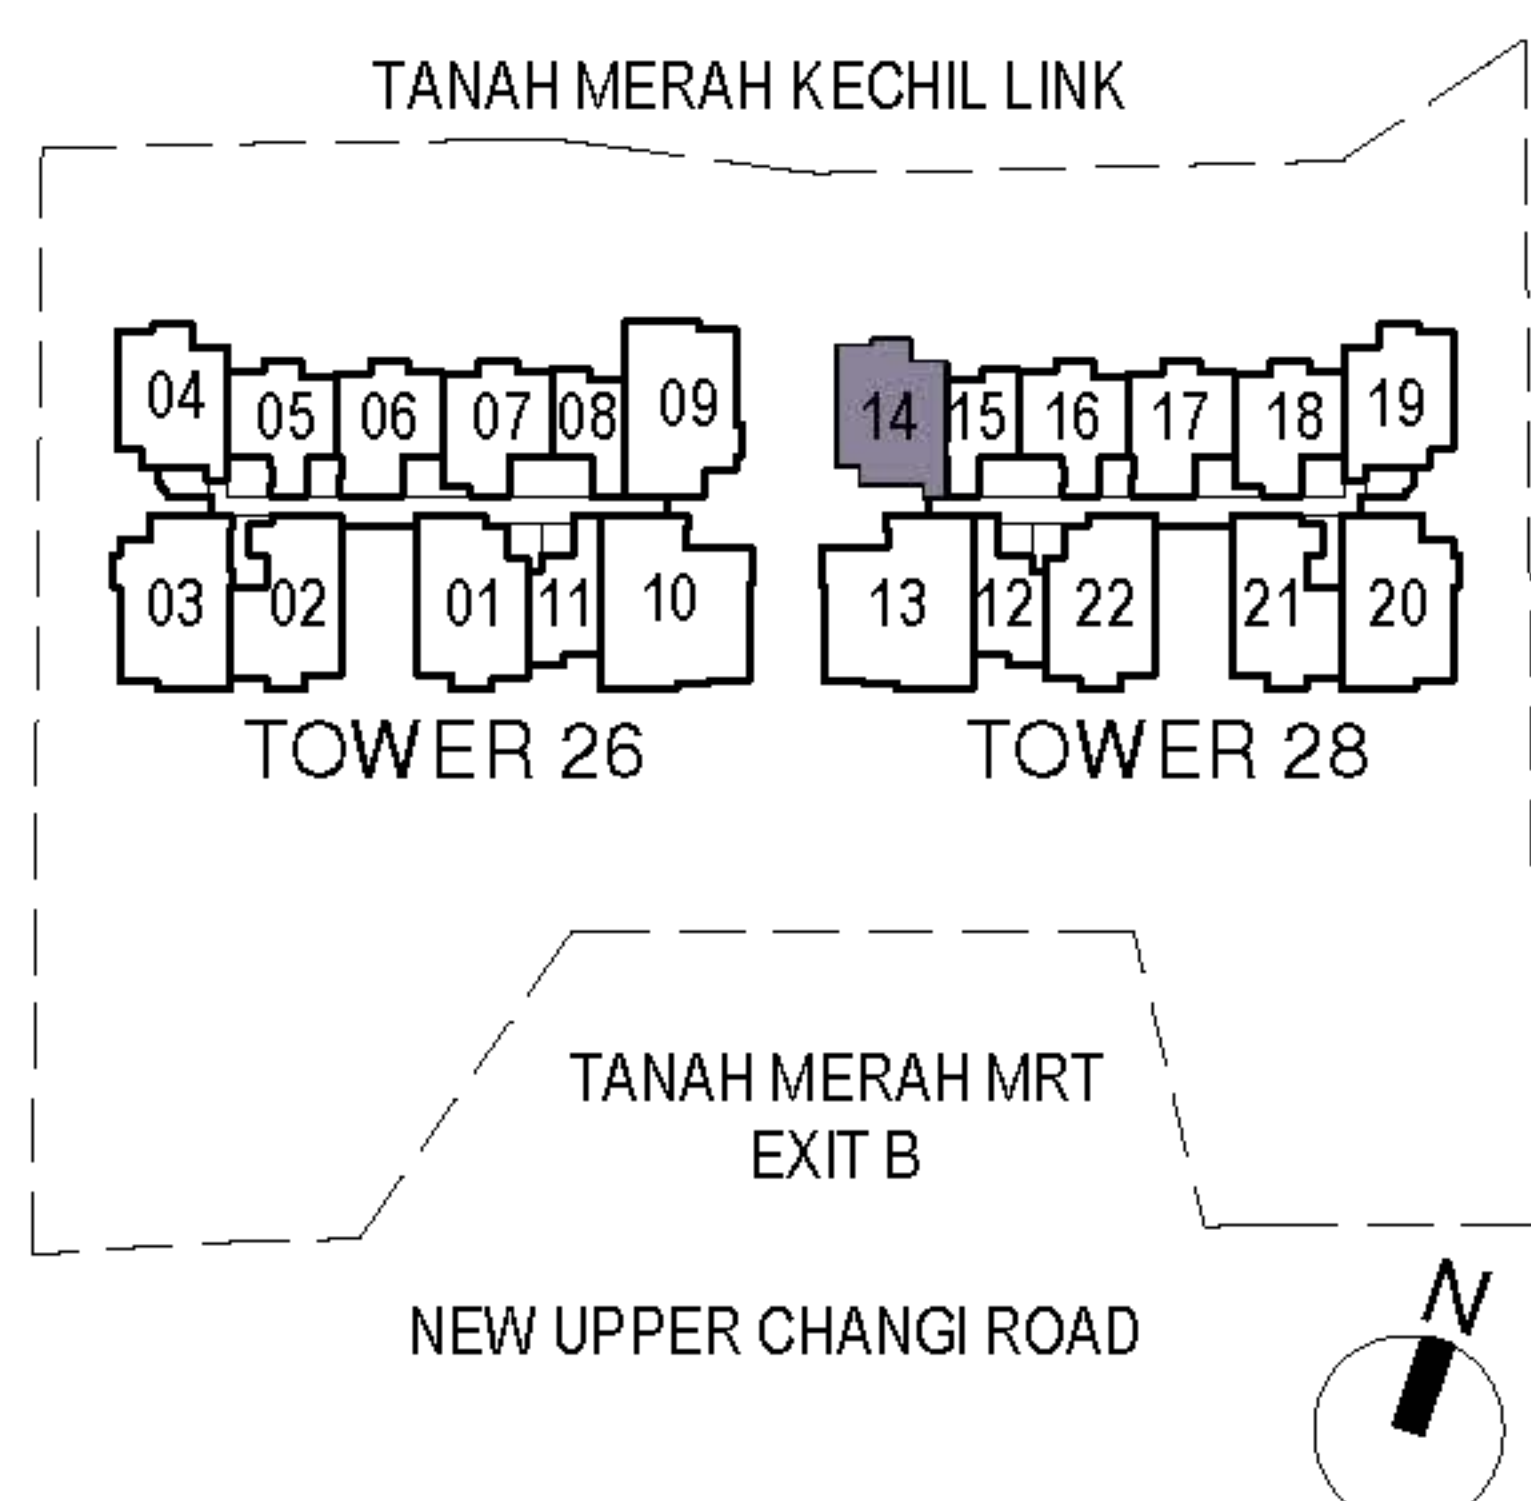 TANAH MERAH KECHIL LINK
04 05 06 07 08 09 14 15 16 17 18 19
03 02 01 11 10 13 12 22 21 20
TOWER 26 TOWER 28
TANAH MERAH MRT
EXIT B
NEW UPPER CHANGI ROAD
N